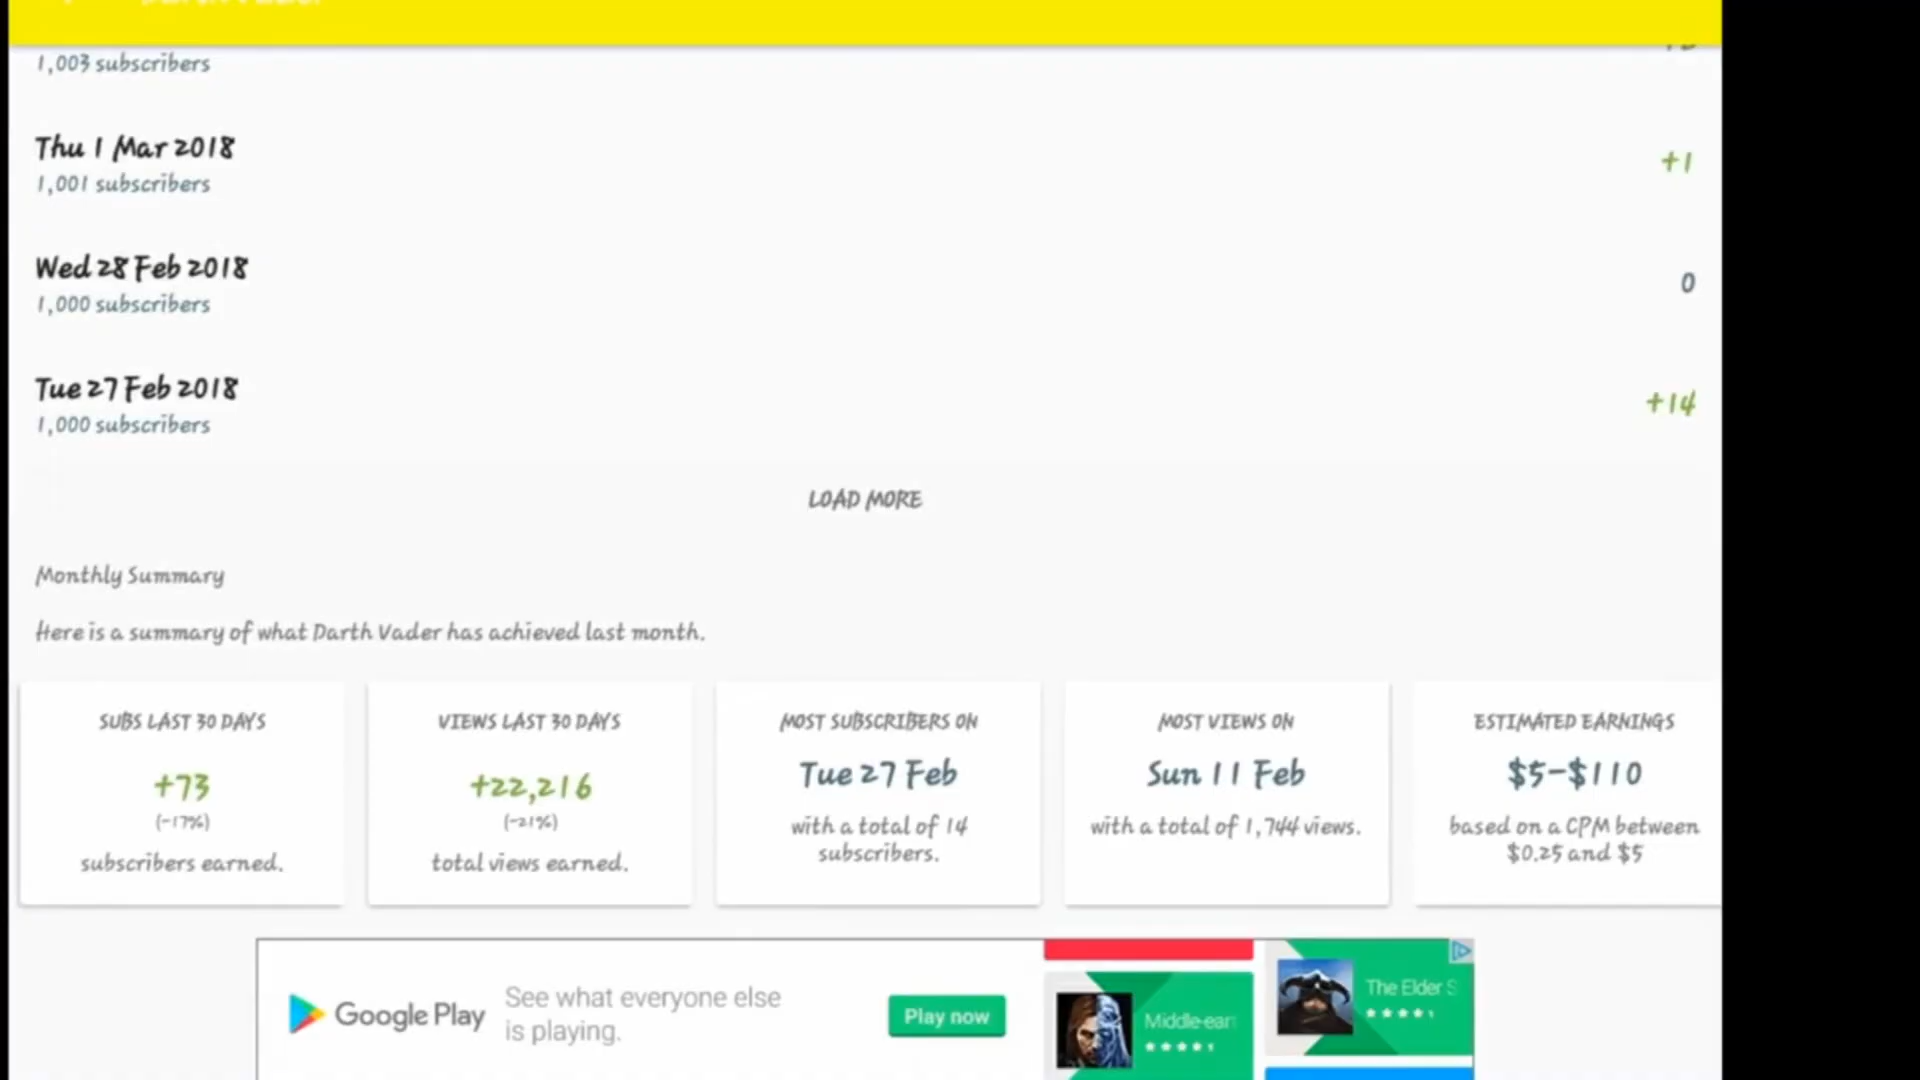 1,003 subscribers
Thu 1 Mar 2018
1,001 subscribers
+1
Wed 28 Feb 2018
1,000 subscribers
0
Tue 27 Feb 2018
1,000 subscribers
+14
LOAD MORE
Monthly Summary
Here is a summary of what Darth Vader has achieved last month.
SUBS LAST 30 DAYS
+73
(-17%)
subscribers earned.
VIEWS LAST 30 DAYS
+22,216
(-21%)
total views earned.
MOST SUBSCRIBERS ON
Tue 27 Feb
with a total of 14
subscribers.
MOST VIEWS ON
Sun 11 Feb
with a total of 1,744 views.
ESTIMATED EARNINGS
$5-$110
based on a CPM between
$0.25 and $5
Google Play
See what everyone else
is playing.
Play now
Middle-ear
The Elder S